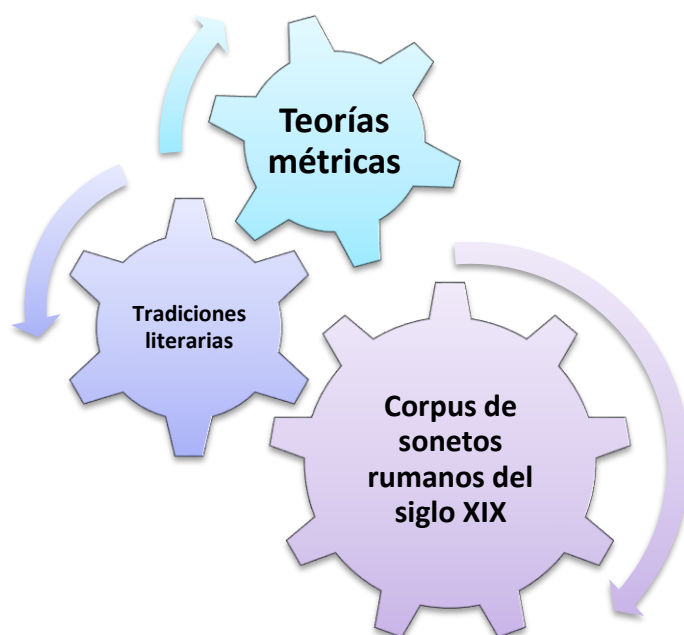 Teorías
métricas
Tradiciones
literarias
Corpus de
sonetos
rumanos del
siglo XIX